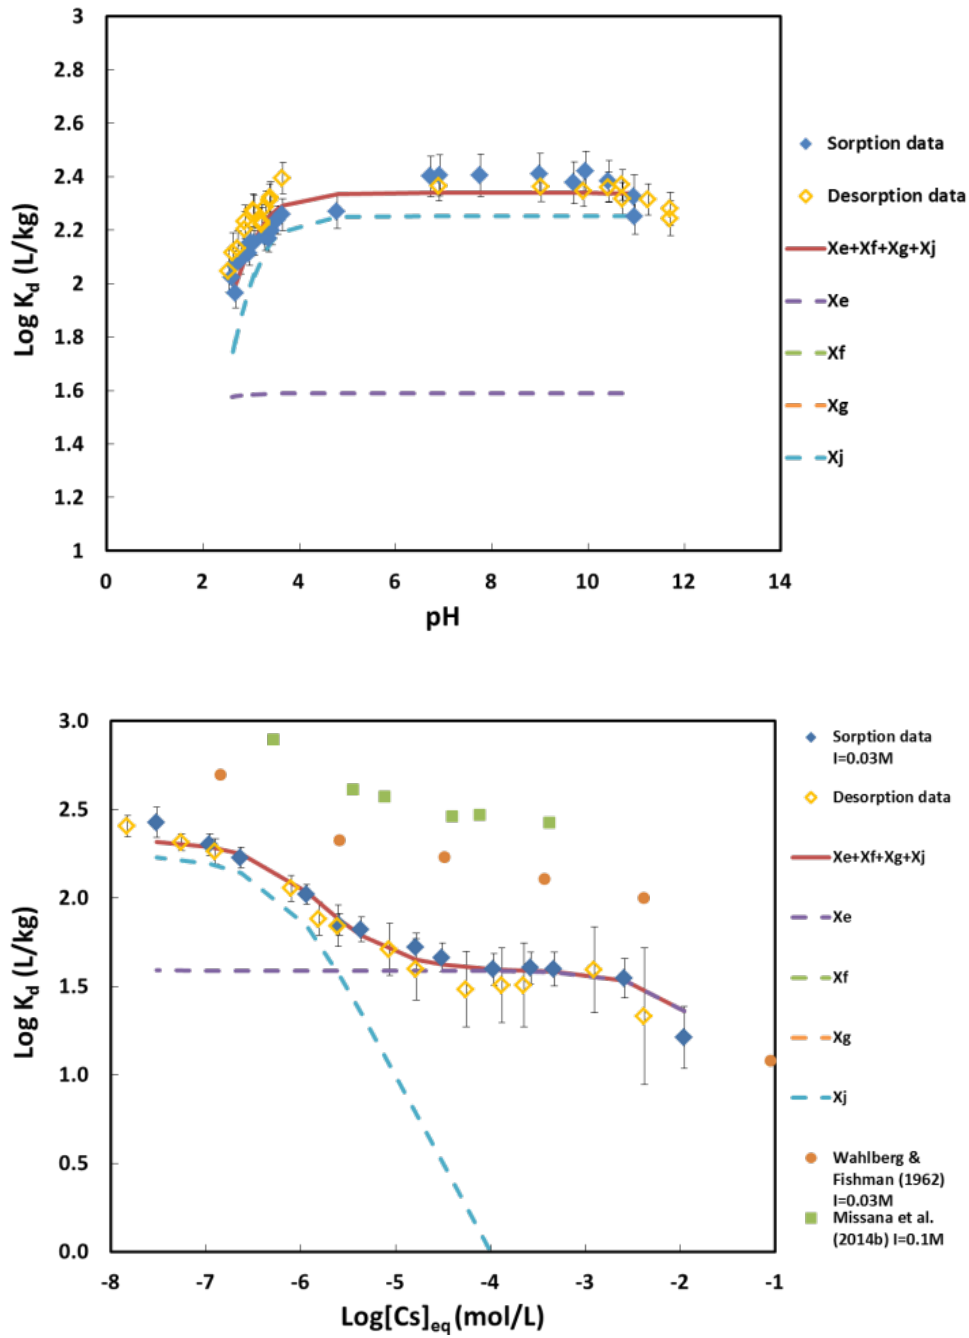 3
2.8
2.6
2.4
2.2
2
1.8
1.6
1.4
1.2
1
0 2 4 6 8 10 12 14
Log Kd (L/kg)
pH
Sorption data
Desorption data
Xe+Xf+Xg+Xj
Xe
Xf
Xg
Xj
3.0
2.5
2.0
1.5
1.0
0.5
0.0
-8 -7 -6 -5 -4 -3 -2 -1
Log Kd (L/kg)
Log[Cs]eq (mol/L)
Sorption data
I=0.03M
Desorption data
Xe+Xf+Xg+Xj
Xe
Xf
Xg
Xj
Wahlberg &
Fishman (1962)
I=0.03M
Missana et al.
(2014b) I=0.1M